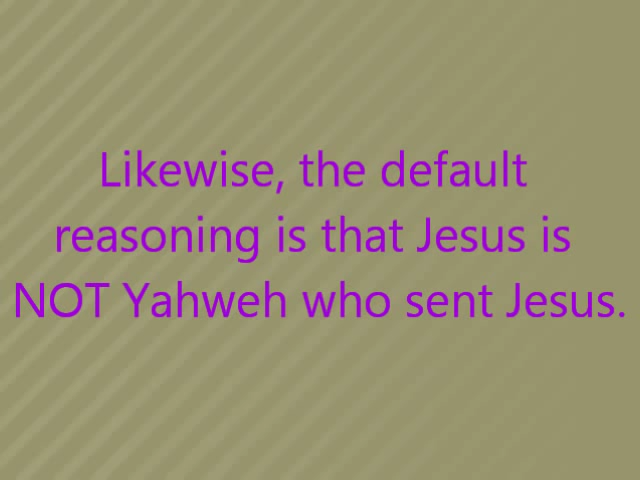 Likewise, the default
reasoning is that Jesus is
NOT Yahweh who sent Jesus.